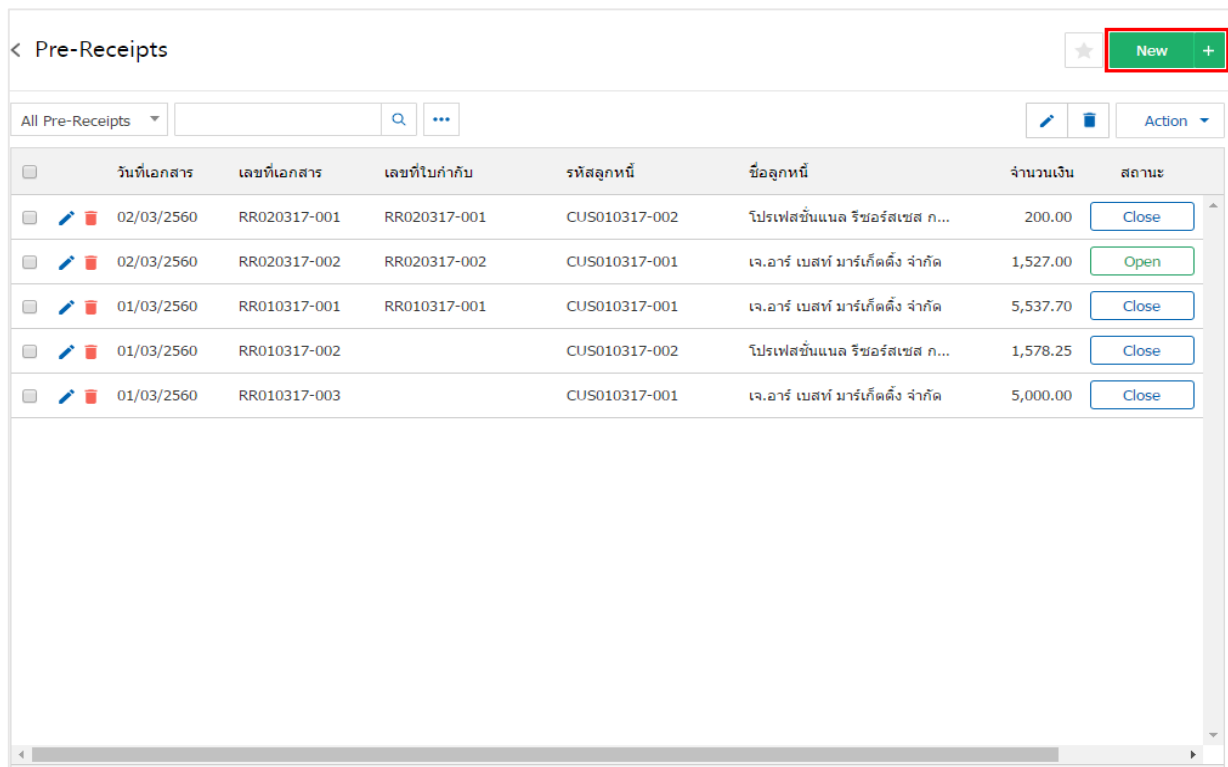 < Pre-Receipts
New +
All Pre-Receipts
Action
วันที่เอกสาร เลขที่เอกสาร เลขที่ใบกำกับ รหัสลูกหนี้ ชื่อลูกหนี้ จำนวนเงิน สถานะ
02/03/2560 RR020317-001 RR020317-001 CUS010317-002 โปรเฟสชั่นแนล รีซอร์สเซส ก... 200.00 Close
02/03/2560 RR020317-002 RR020317-002 CUS010317-001 เจ.อาร์ เบสท์ มาร์เก็ตติ้ง จำกัด 1,527.00 Open
01/03/2560 RR010317-001 RR010317-001 CUS010317-001 เจ.อาร์ เบสท์ มาร์เก็ตติ้ง จำกัด 5,537.70 Close
01/03/2560 RR010317-002 CUS010317-002 โปรเฟสชั่นแนล รีซอร์สเซส ก... 1,578.25 Close
01/03/2560 RR010317-003 CUS010317-001 เจ.อาร์ เบสท์ มาร์เก็ตติ้ง จำกัด 5,000.00 Close